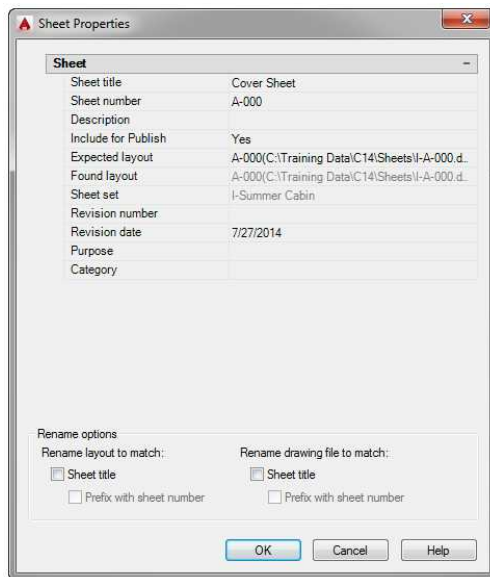 Sheet Properties
Sheet
Sheet title Cover Sheet
Sheet number A-000
Description
Include for Publish Yes
Expected layout A-000(C:\Training Data\C14\Sheets\I-A-000.d..
Found layout A-000(C:\Training Data\C14\Sheets\I-A-000.d..
Sheet set I-Summer Cabin
Revision number
Revision date 7/27/2014
Purpose
Category
Rename options
Rename layout to match: Rename drawing file to match:
Sheet title Sheet title
Prefix with sheet number Prefix with sheet number
OK Cancel Help